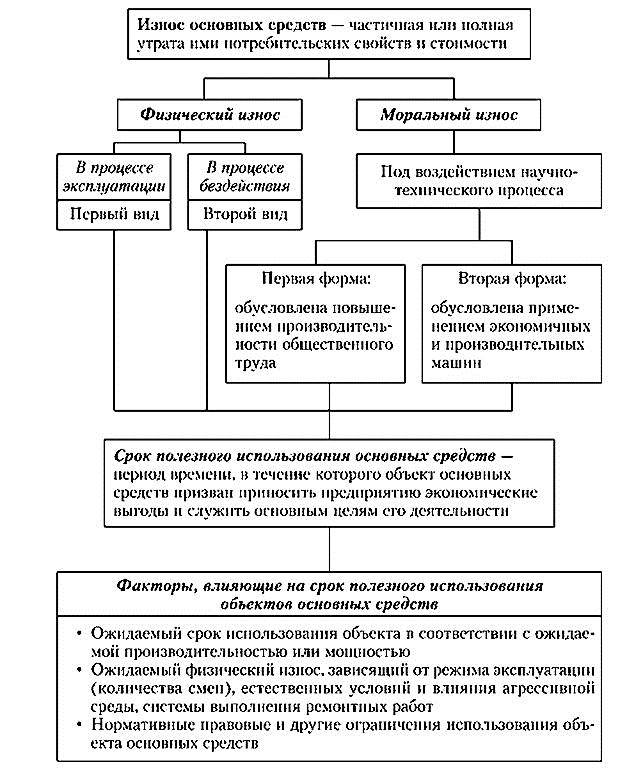 Износ основных средств — частичная или полная
утрата ими потребительских свойств и стоимости
Физический износ
Моральный износ
В процессе
эксплуатации
Первый вид
В процессе
бездействия
Второй вид
Под воздействием научно-
технического процесса
Первая форма:
обусловлена повыше-
нием производитель-
ности общественного
труда
Вторая форма:
обусловлена приме-
нением экономичных
и производительных
машин
Срок полезного использования основных средств —
период времени, в течение которого объект основных
средств призван приносить предприятию экономические
выгоды и служить основным целям его деятельности
Факторы, влияющие на срок полезного использования
объектов основных средств
• Ожидаемый срок использования объекта в соответствии с ожидае-
мой производительностью или мощностью
• Ожидаемый физический износ, зависящий от режима эксплуатации
(количества смен), естественных условий и влияния агрессивной
среды, системы выполнения ремонтных работ
• Нормативные правовые и другие ограничения использования объ-
екта основных средств